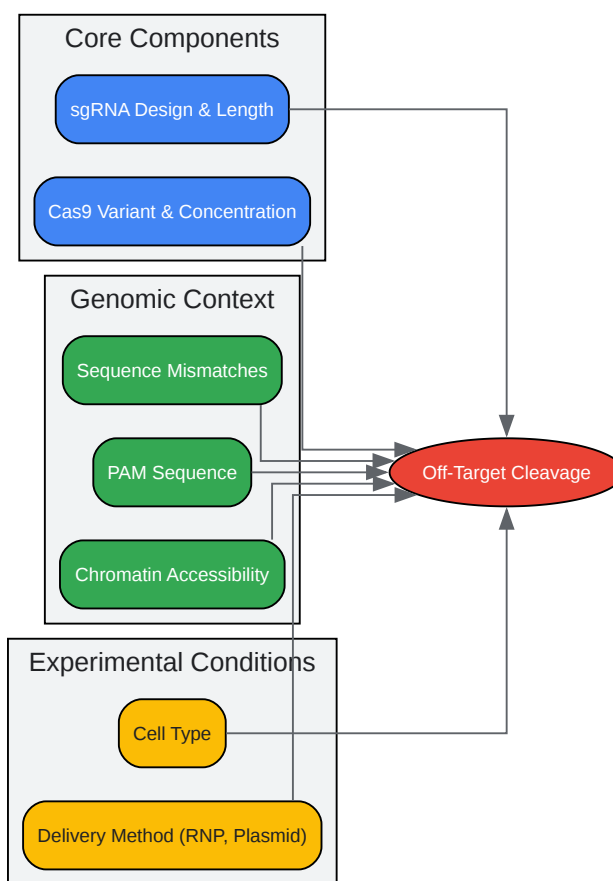 Core Components
sgRNA Design & Length
Cas9 Variant & Concentration
Genomic Context
Sequence Mismatches
PAM Sequence
Chromatin Accessibility
Off-Target Cleavage
Experimental Conditions
Cell Type
Delivery Method (RNP, Plasmid)